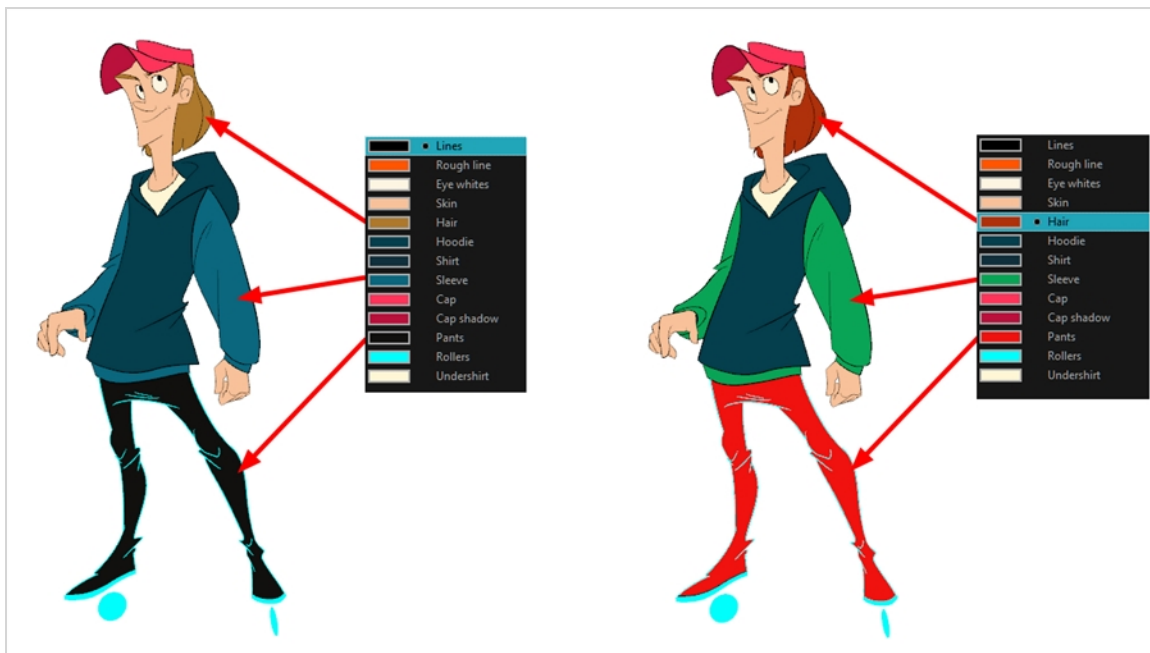 Lines
Rough line
Eye whites
Skin
Hair
Hoodie
Shirt
Sleeve
Cap
Cap shadow
Pants
Rollers
Undershirt
Lines
Rough line
Eye whites
Skin
Hair
Hoodie
Shirt
Sleeve
Cap
Cap shadow
Pants
Rollers
Undershirt